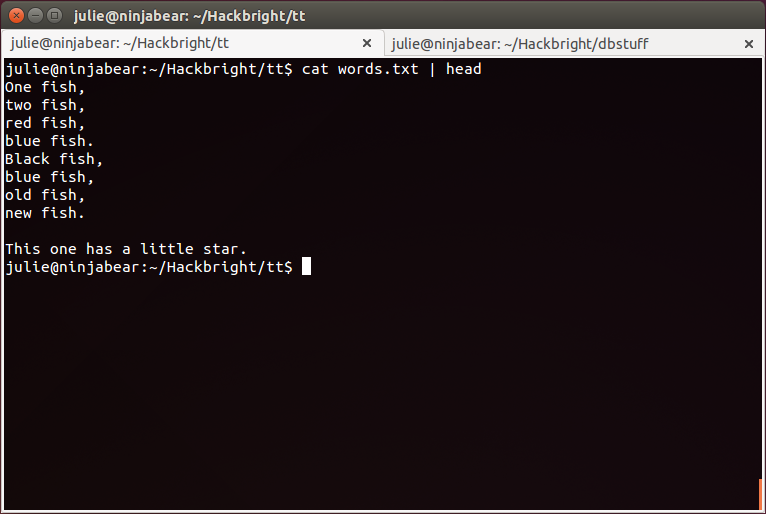 julie@ninjabear: ~/Hackbright/tt
julie@ninjabear: ~/Hackbright/tt
julie@ninjabear: ~/Hackbright/dbstuff
julie@ninjabear:~/Hackbright/tt$ cat words.txt | head
One fish,
two fish,
red fish,
blue fish.
Black fish,
blue fish,
old fish,
new fish.

This one has a little star.
julie@ninjabear:~/Hackbright/tt$